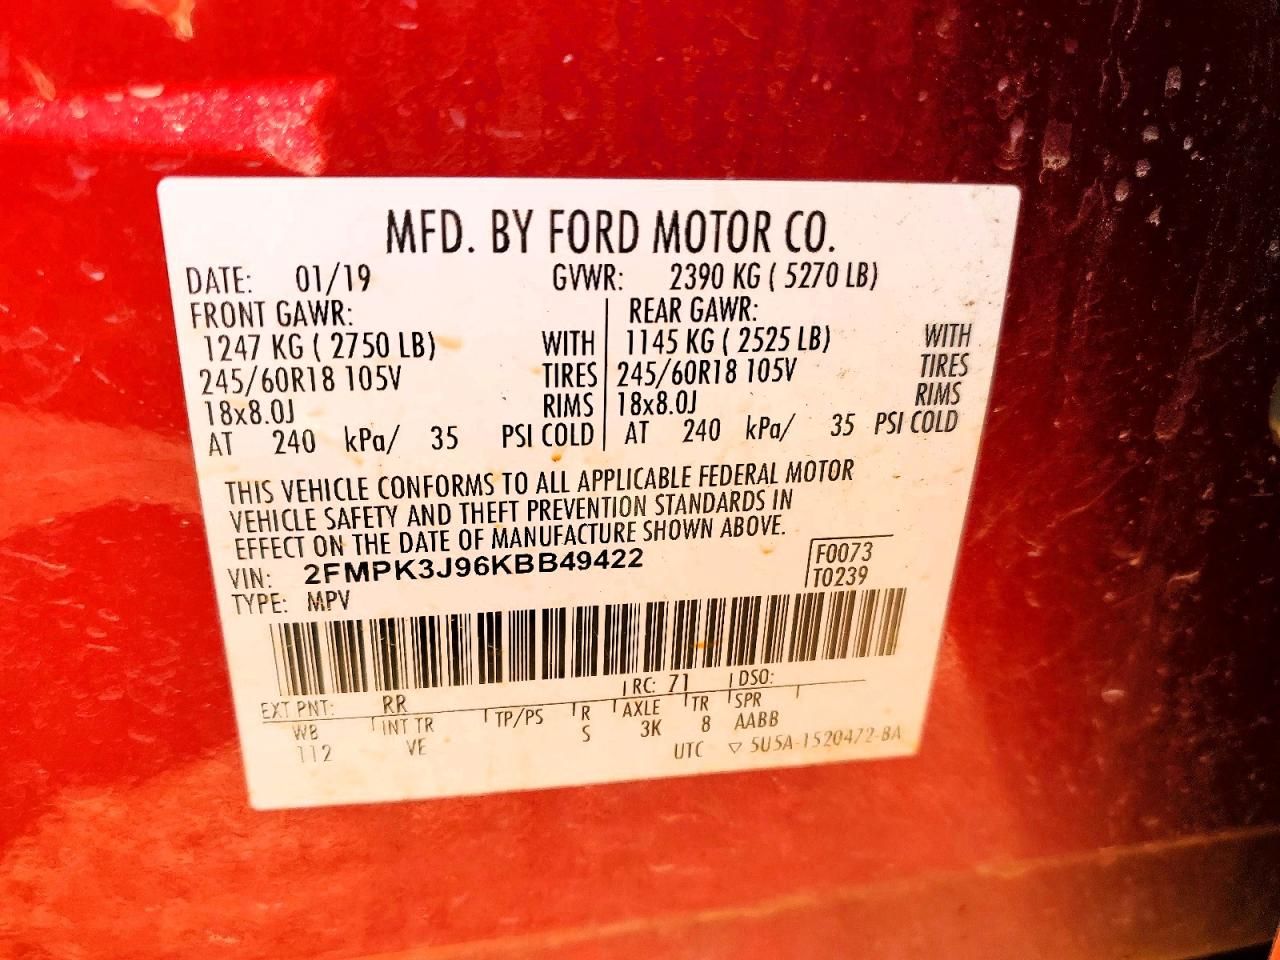 MFD. BY FORD MOTOR CO.
DATE: 01/19 GVWR: 2390 KG ( 5270 LB)
FRONT GAWR: REAR GAWR:
1247 KG ( 2750 LB) WITH 1145 KG ( 2525 LB) WITH
245/60R18 105V TIRES 245/60R18 105V TIRES
18x8.0J RIMS 18x8.0J RIMS
AT 240 kPa/ 35 PSI COLD AT 240 kPa/ 35 PSI COLD
THIS VEHICLE CONFORMS TO ALL APPLICABLE FEDERAL MOTOR
VEHICLE SAFETY AND THEFT PREVENTION STANDARDS IN
EFFECT ON THE DATE OF MANUFACTURE SHOWN ABOVE.
VIN: 2FMPK3J96KBB49422 F0073
TYPE: MPV T0239
EXT PNT: RR RC: 71 DSO:
WB INT TR TP/PS R AXLE TR SPR
112 VE S 3K 8 AABB
UTC ▽ 5U5A-1520472-BA